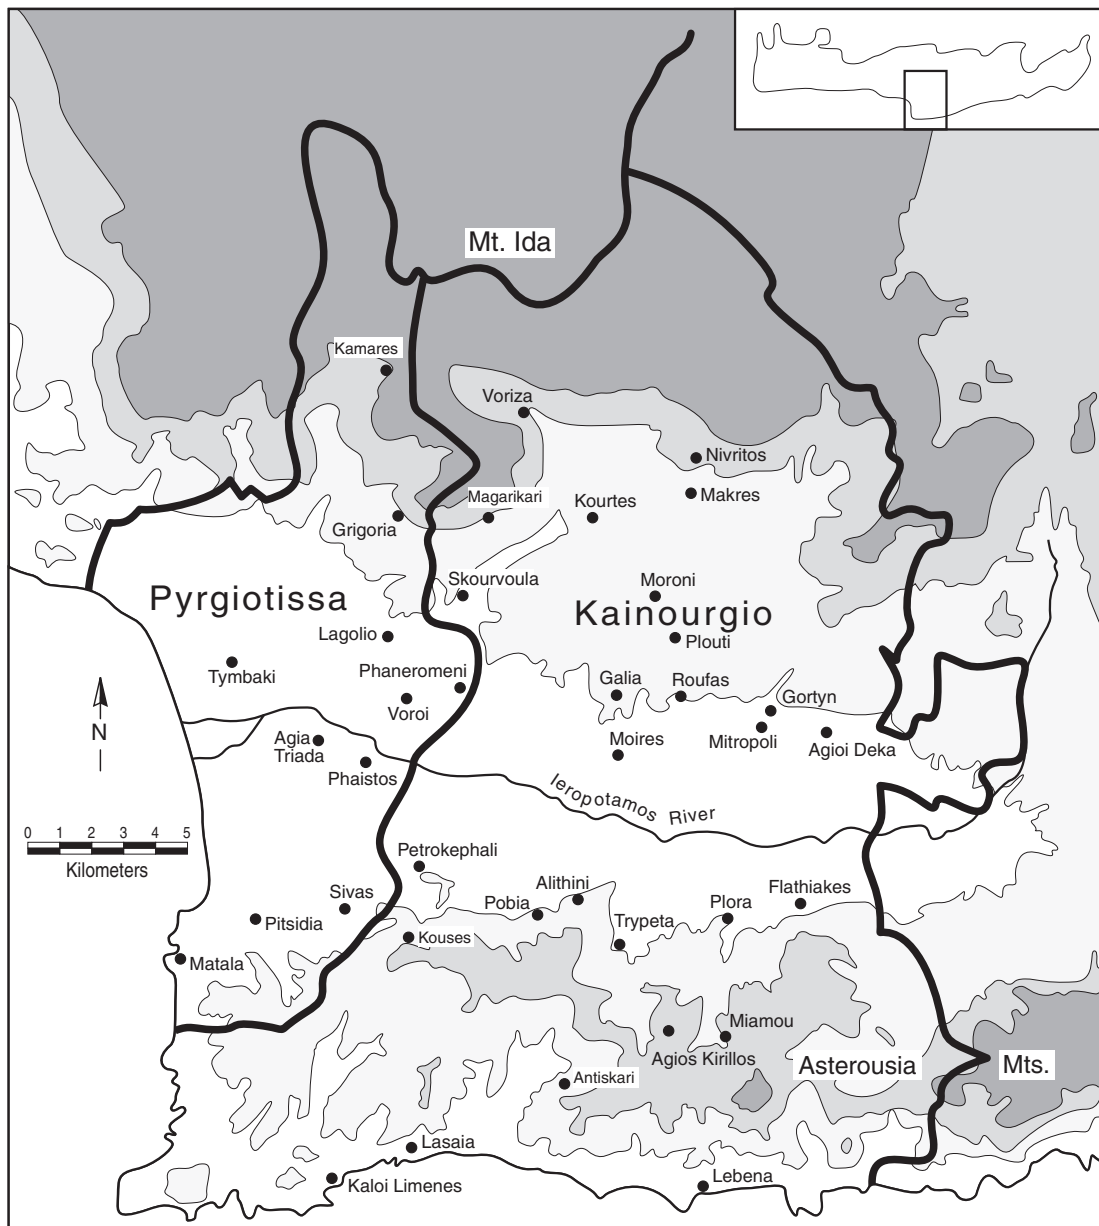 Mt. Ida
Kamares
Voriza
Nivritos
Makres
Magarikari
Kourtes
Grigoria
Skourvoula
Moroni
Pyrgiotissa
Kainourgio
Lagolio
Plouti
Tymbaki
Phaneromeni
Galia
Roufas
Gortyn
Voroi
N
Agia
Triada
Moires
Mitropoli
Agioi Deka
Phaistos
Ieropotamos River
0 1 2 3 4 5
Kilometers
Petrokephali
Alithini
Flathiakes
Sivas
Pobia
Plora
Pitsidia
Trypeta
Kouses
Matala
Miamou
Agios Kirillos
Asterousia Mts.
Antiskari
Lasaia
Kaloi Limenes
Lebena